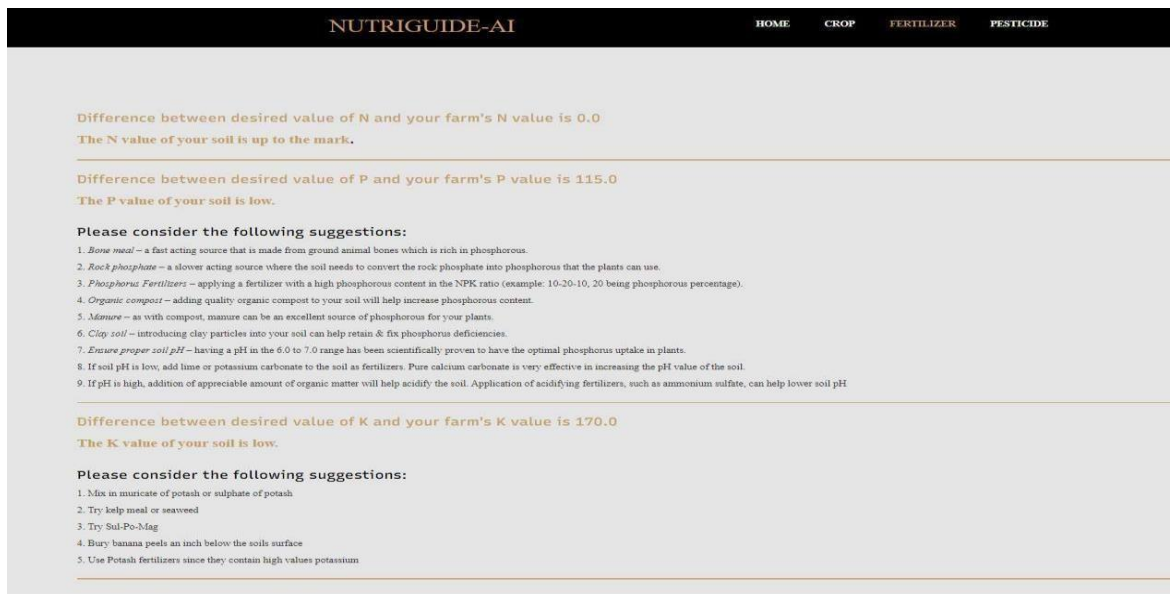 NUTRIGUIDE-AI HOME CROP FERTILIZER PESTICIDE
Difference between desired value of N and your farm's N value is 0.0
The N value of your soil is up to the mark.
Difference between desired value of P and your farm's P value is 115.0
The P value of your soil is low.
Please consider the following suggestions:
1. Bone meal – a fast acting source that is made from ground animal bones which is rich in phosphorous.
2. Rock phosphate – a slower acting source where the soil needs to convert the rock phosphate into phosphorous that the plants can use.
3. Phosphorus Fertilizers – applying a fertilizer with a high phosphorous content in the NPK ratio (example: 10-20-10, 20 being phosphorous percentage).
4. Organic compost – adding quality organic compost to your soil will help increase phosphorous content.
5. Manure – as with compost, manure can be an excellent source of phosphorous for your plants.
6. Clay soil – introducing clay particles into your soil can help retain & fix phosphorus deficiencies.
7. Ensure proper soil pH – having a pH in the 6.0 to 7.0 range has been scientifically proven to have the optimal phosphorus uptake in plants.
8. If soil pH is low, add lime or potassium carbonate to the soil as fertilizers. Pure calcium carbonate is very effective in increasing the pH value of the soil.
9. If pH is high, addition of appreciable amount of organic matter will help acidify the soil. Application of acidifying fertilizers, such as ammonium sulfate, can help lower soil pH
Difference between desired value of K and your farm's K value is 170.0
The K value of your soil is low.
Please consider the following suggestions:
1. Mix in muricate of potash or sulphate of potash
2. Try kelp meal or seaweed
3. Try Sul-Po-Mag
4. Bury banana peels an inch below the soils surface
5. Use Potash fertilizers since they contain high values potassium